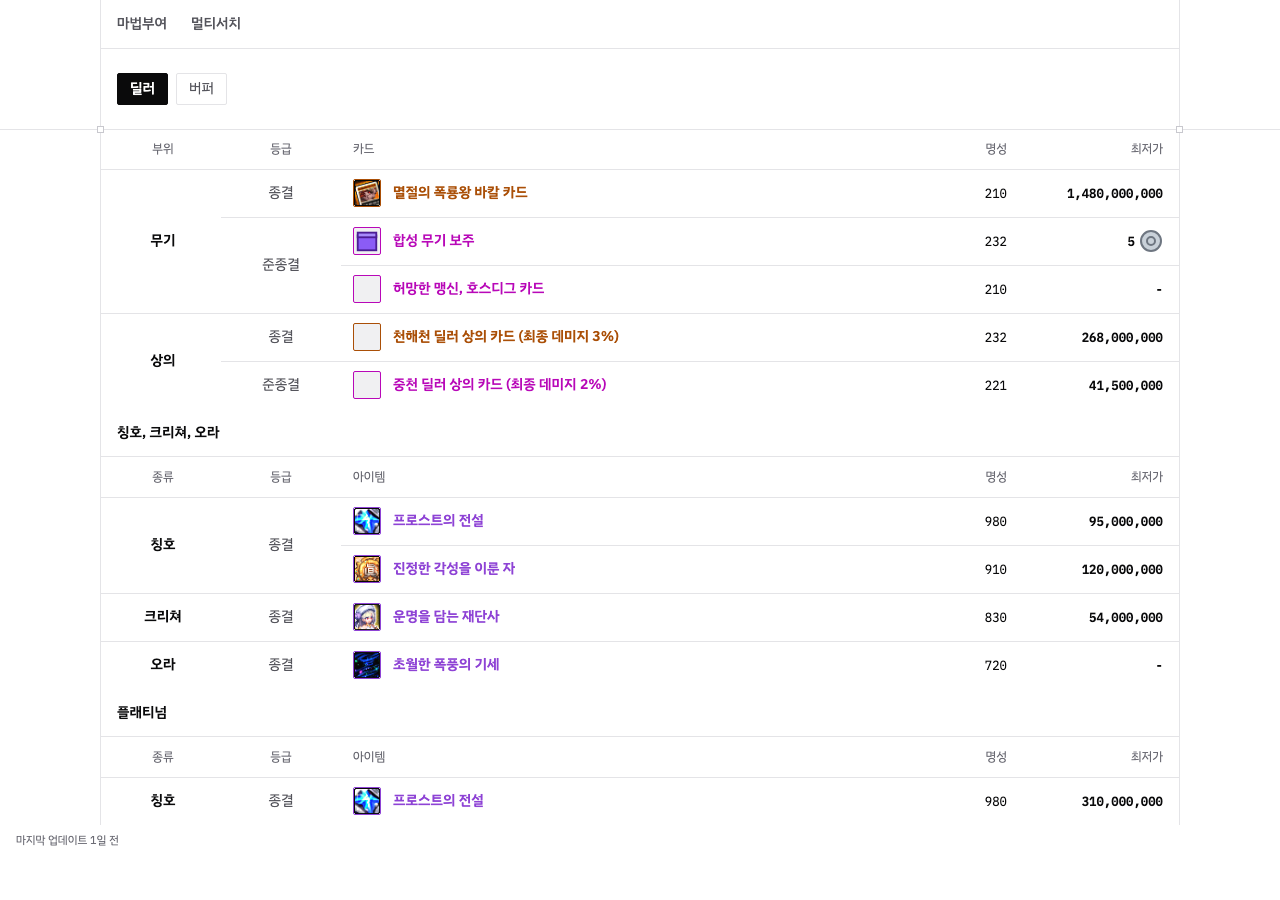 마법부여 멀티서치
딜러 버퍼
부위 등급 카드 명성 최저가
종결 멸절의 폭룡왕 바칼 카드 210 1,480,000,000
무기 합성 무기 보주 232 5
준종결
허망한 맹신, 호스디그 카드 210 -
종결 천해천 딜러 상의 카드 (최종 데미지 3%) 232 268,000,000
상의
준종결 중천 딜러 상의 카드 (최종 데미지 2%) 221 41,500,000
칭호, 크리쳐, 오라
종류 등급 아이템 명성 최저가
프로스트의 전설 980 95,000,000
칭호 종결
진정한 각성을 이룬 자 910 120,000,000
크리쳐 종결 운명을 담는 재단사 830 54,000,000
오라 종결 초월한 폭풍의 기세 720 -
플래티넘
종류 등급 아이템 명성 최저가
칭호 종결 프로스트의 전설 980 310,000,000
마지막 업데이트 1일 전